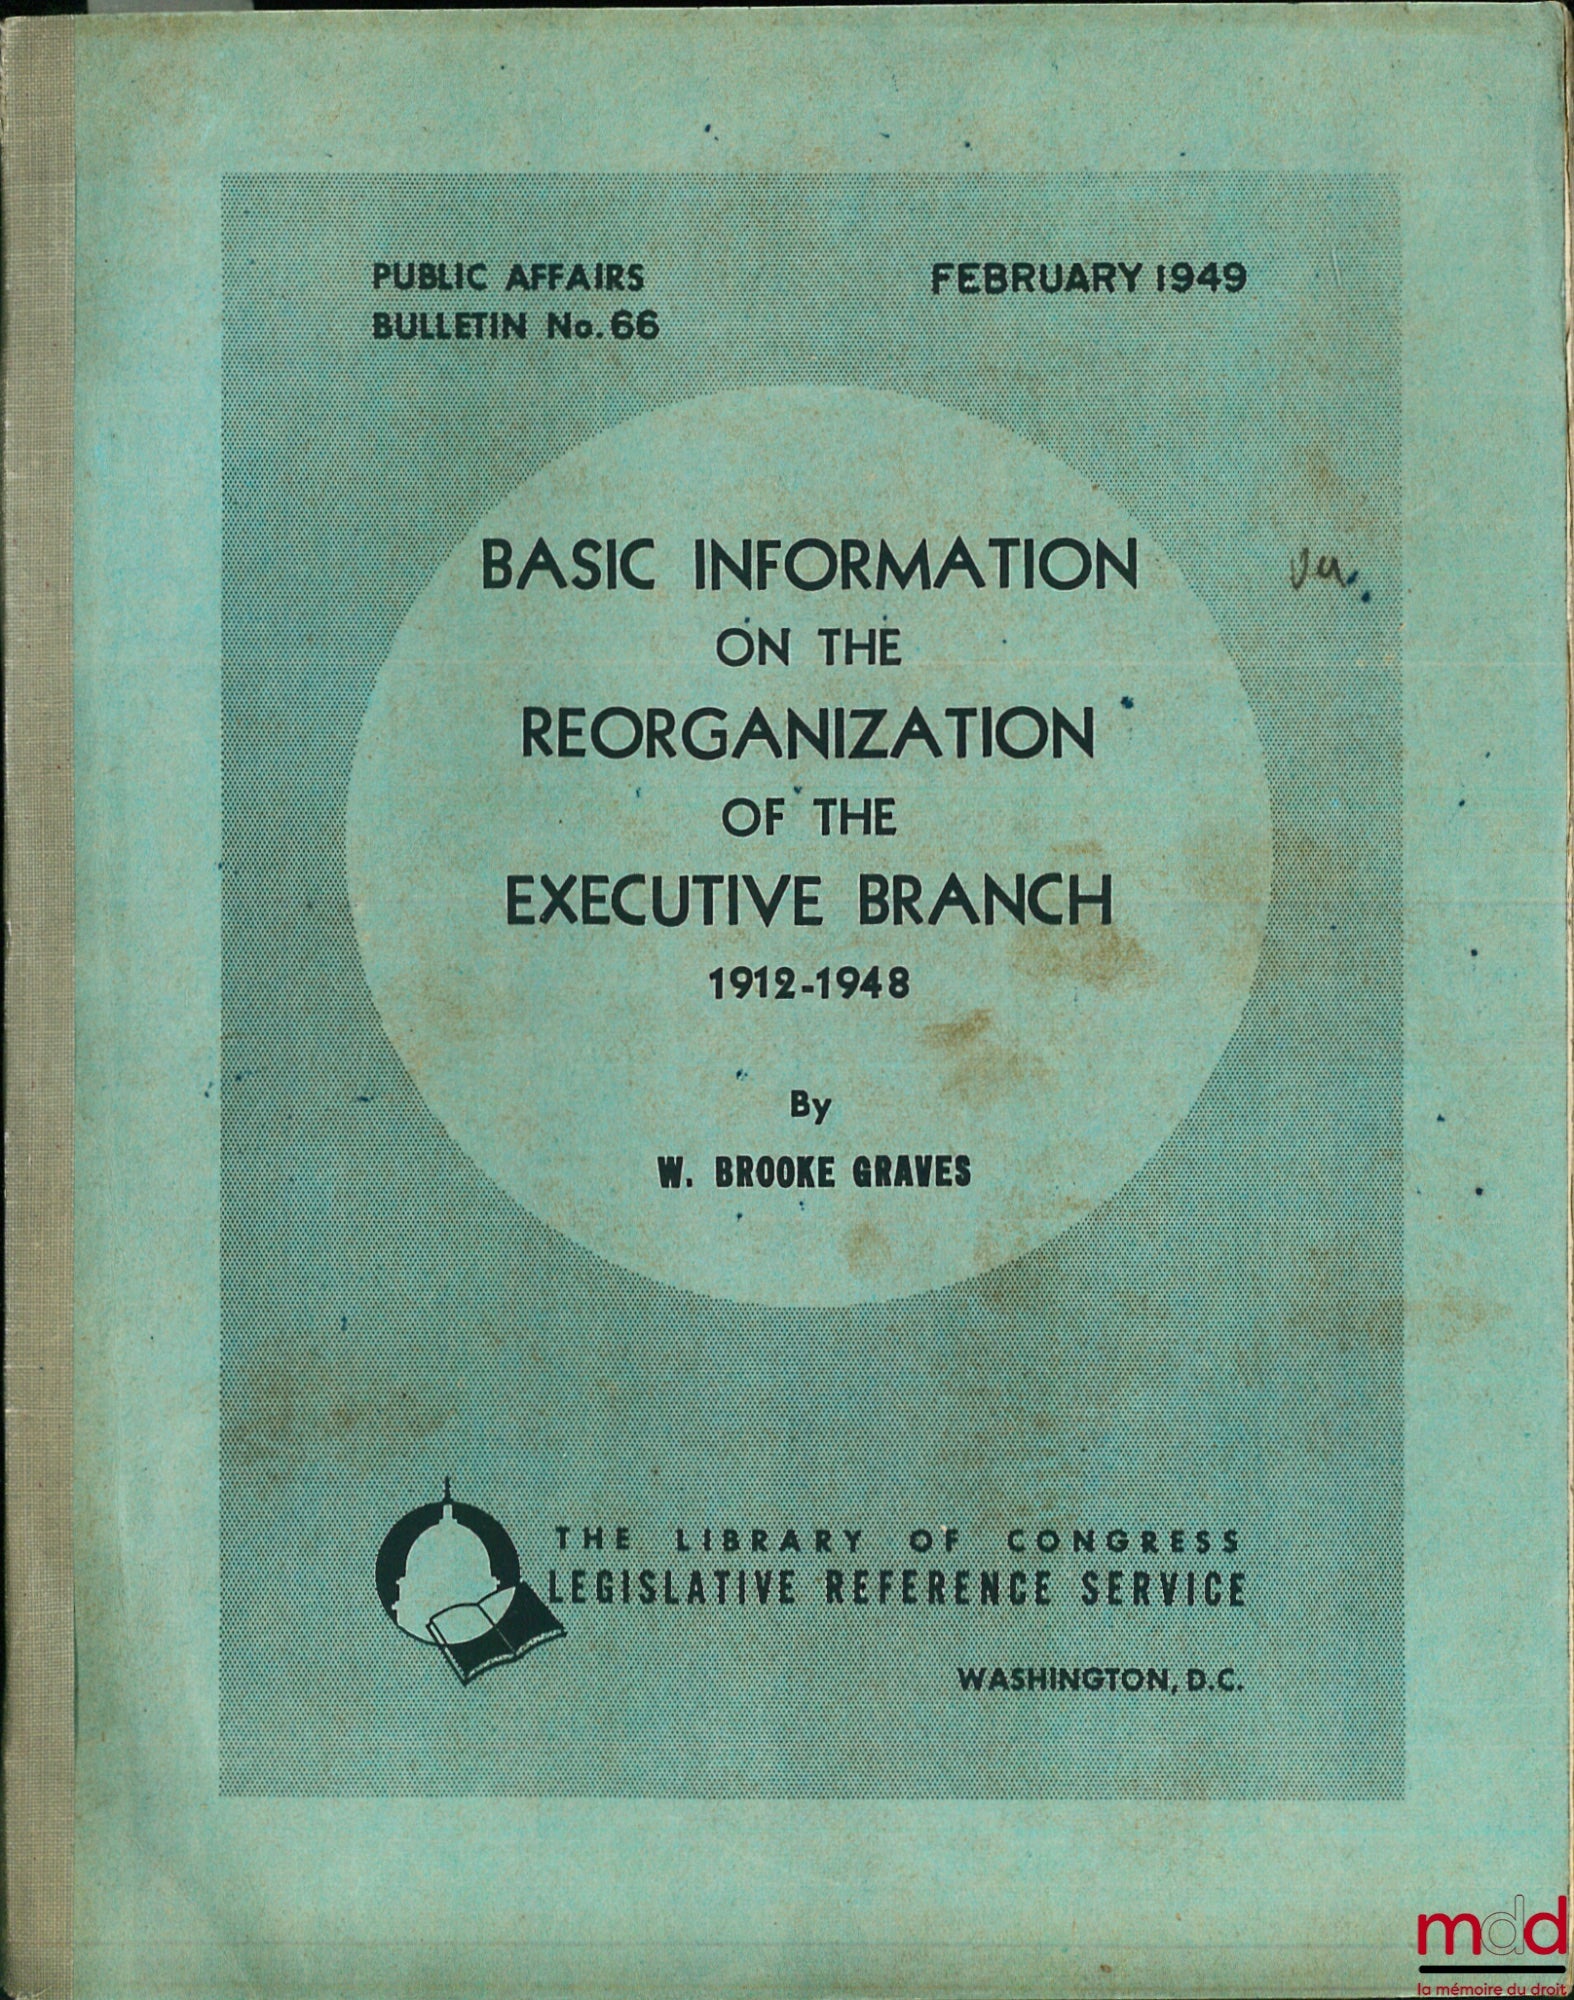 PUBLIC AFFAIRS
BULLETIN No. 66
FEBRUARY 1949
BASIC INFORMATION
ON THE
REORGANIZATION
OF THE
EXECUTIVE BRANCH
1912-1948
By
W. BROOKE GRAVES
THE LIBRARY OF CONGRESS
LEGISLATIVE REFERENCE SERVICE
WASHINGTON, D.C.
mdd
la mémoire du droit